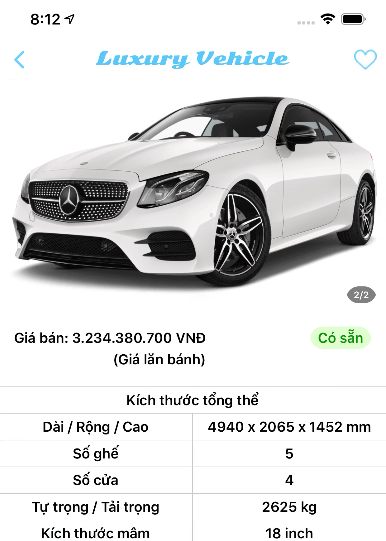 8:12
Luxury Vehicle
2/2
Giá bán: 3.234.380.700 VNĐ
Có sẵn
(Giá lăn bánh)
Kích thước tổng thể
Dài / Rộng / Cao 4940 x 2065 x 1452 mm
Số ghế 5
Số cửa 4
Tự trọng / Tải trọng 2625 kg
Kích thước mâm 18 inch